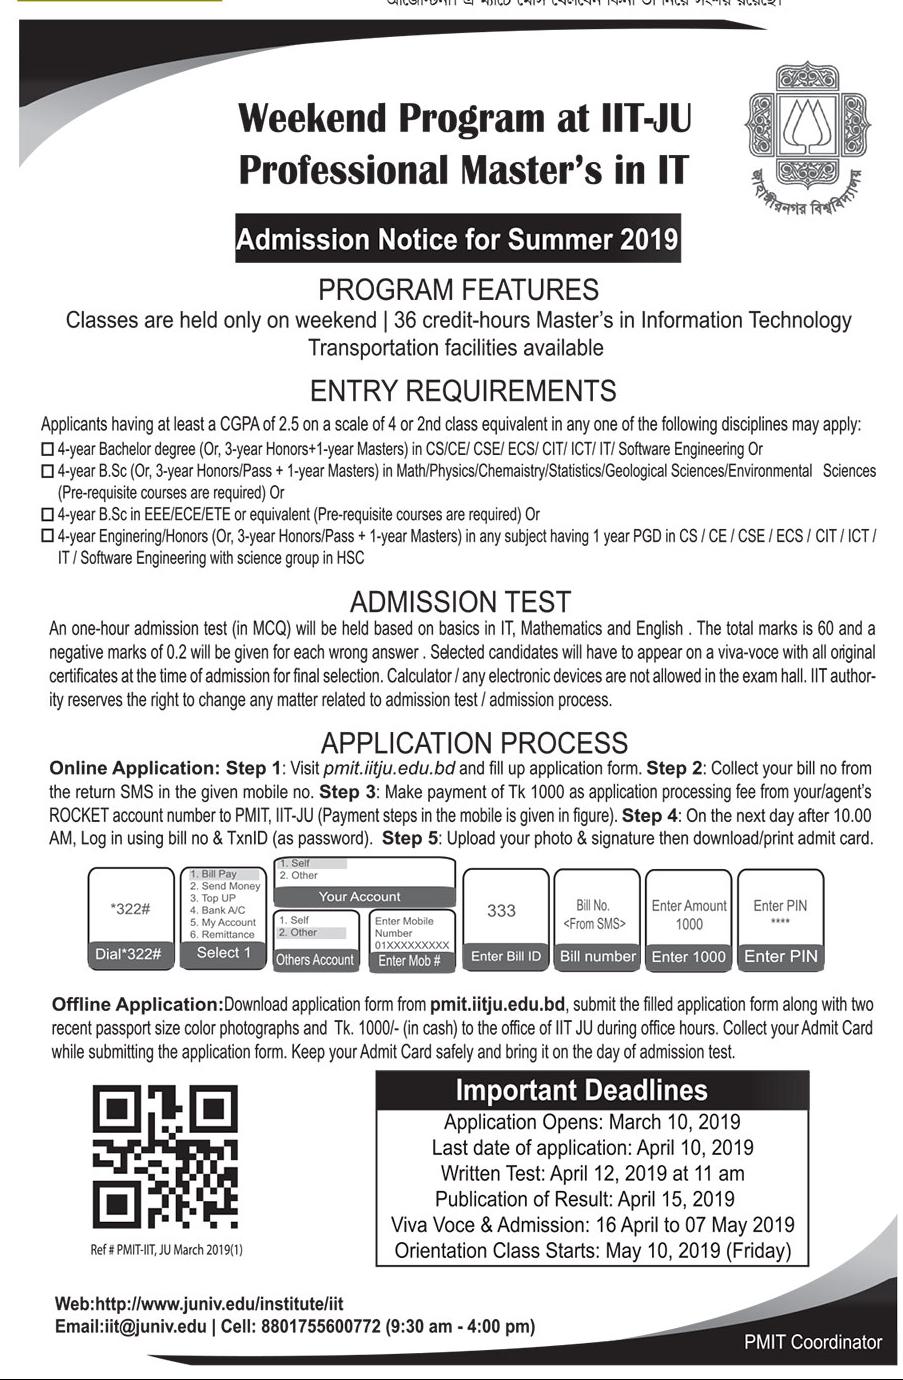 আর্জেন্টিনা। এ ম্যাচে মেসি খেলবেন কিনা তা নিয়ে সংশয় রয়েছে।
Weekend Program at IIT-JU
Professional Master's in IT
জাহাঙ্গীরনগর বিশ্ববিদ্যালয়
Admission Notice for Summer 2019
PROGRAM FEATURES
Classes are held only on weekend | 36 credit-hours Master's in Information Technology
Transportation facilities available
ENTRY REQUIREMENTS
Applicants having at least a CGPA of 2.5 on a scale of 4 or 2nd class equivalent in any one of the following disciplines may apply:
4-year Bachelor degree (Or, 3-year Honors+1-year Masters) in CS/CE/ CSE/ ECS/ CIT/ ICT/ IT/ Software Engineering Or
4-year B.Sc (Or, 3-year Honors/Pass + 1-year Masters) in Math/Physics/Chemaistry/Statistics/Geological Sciences/Environmental Sciences
(Pre-requisite courses are required) Or
4-year B.Sc in EEE/ECE/ETE or equivalent (Pre-requisite courses are required) Or
4-year Enginering/Honors (Or, 3-year Honors/Pass + 1-year Masters) in any subject having 1 year PGD in CS / CE / CSE / ECS / CIT / ICT /
IT / Software Engineering with science group in HSC
ADMISSION TEST
An one-hour admission test (in MCQ) will be held based on basics in IT, Mathematics and English . The total marks is 60 and a
negative marks of 0.2 will be given for each wrong answer . Selected candidates will have to appear on a viva-voce with all original
certificates at the time of admission for final selection. Calculator / any electronic devices are not allowed in the exam hall. IIT author-
ity reserves the right to change any matter related to admission test / admission process.
APPLICATION PROCESS
Online Application: Step 1: Visit pmit.iitju.edu.bd and fill up application form. Step 2: Collect your bill no from
the return SMS in the given mobile no. Step 3: Make payment of Tk 1000 as application processing fee from your/agent's
ROCKET account number to PMIT, IIT-JU (Payment steps in the mobile is given in figure). Step 4: On the next day after 10.00
AM, Log in using bill no & TxnID (as password). Step 5: Upload your photo & signature then download/print admit card.
*322#
Dial*322#
1. Bill Pay
2. Send Money
3. Top UP
4. Bank A/C
5. My Account
6. Remittance
Select 1
1. Self
2. Other
Your Account
1. Self
2. Other
Others Account
Enter Mobile
Number
01XXXXXXXXX
Enter Mob #
333
Enter Bill ID
Bill No.
<From SMS>
Bill number
Enter Amount
1000
Enter 1000
Enter PIN
****
Enter PIN
Offline Application:Download application form from pmit.iitju.edu.bd, submit the filled application form along with two
recent passport size color photographs and Tk. 1000/- (in cash) to the office of IIT JU during office hours. Collect your Admit Card
while submitting the application form. Keep your Admit Card safely and bring it on the day of admission test.
Ref # PMIT-IIT, JU March 2019(1)
Important Deadlines
Application Opens: March 10, 2019
Last date of application: April 10, 2019
Written Test: April 12, 2019 at 11 am
Publication of Result: April 15, 2019
Viva Voce & Admission: 16 April to 07 May 2019
Orientation Class Starts: May 10, 2019 (Friday)
Web:http://www.juniv.edu/institute/iit
Email:iit@juniv.edu | Cell: 8801755600772 (9:30 am - 4:00 pm)
PMIT Coordinator